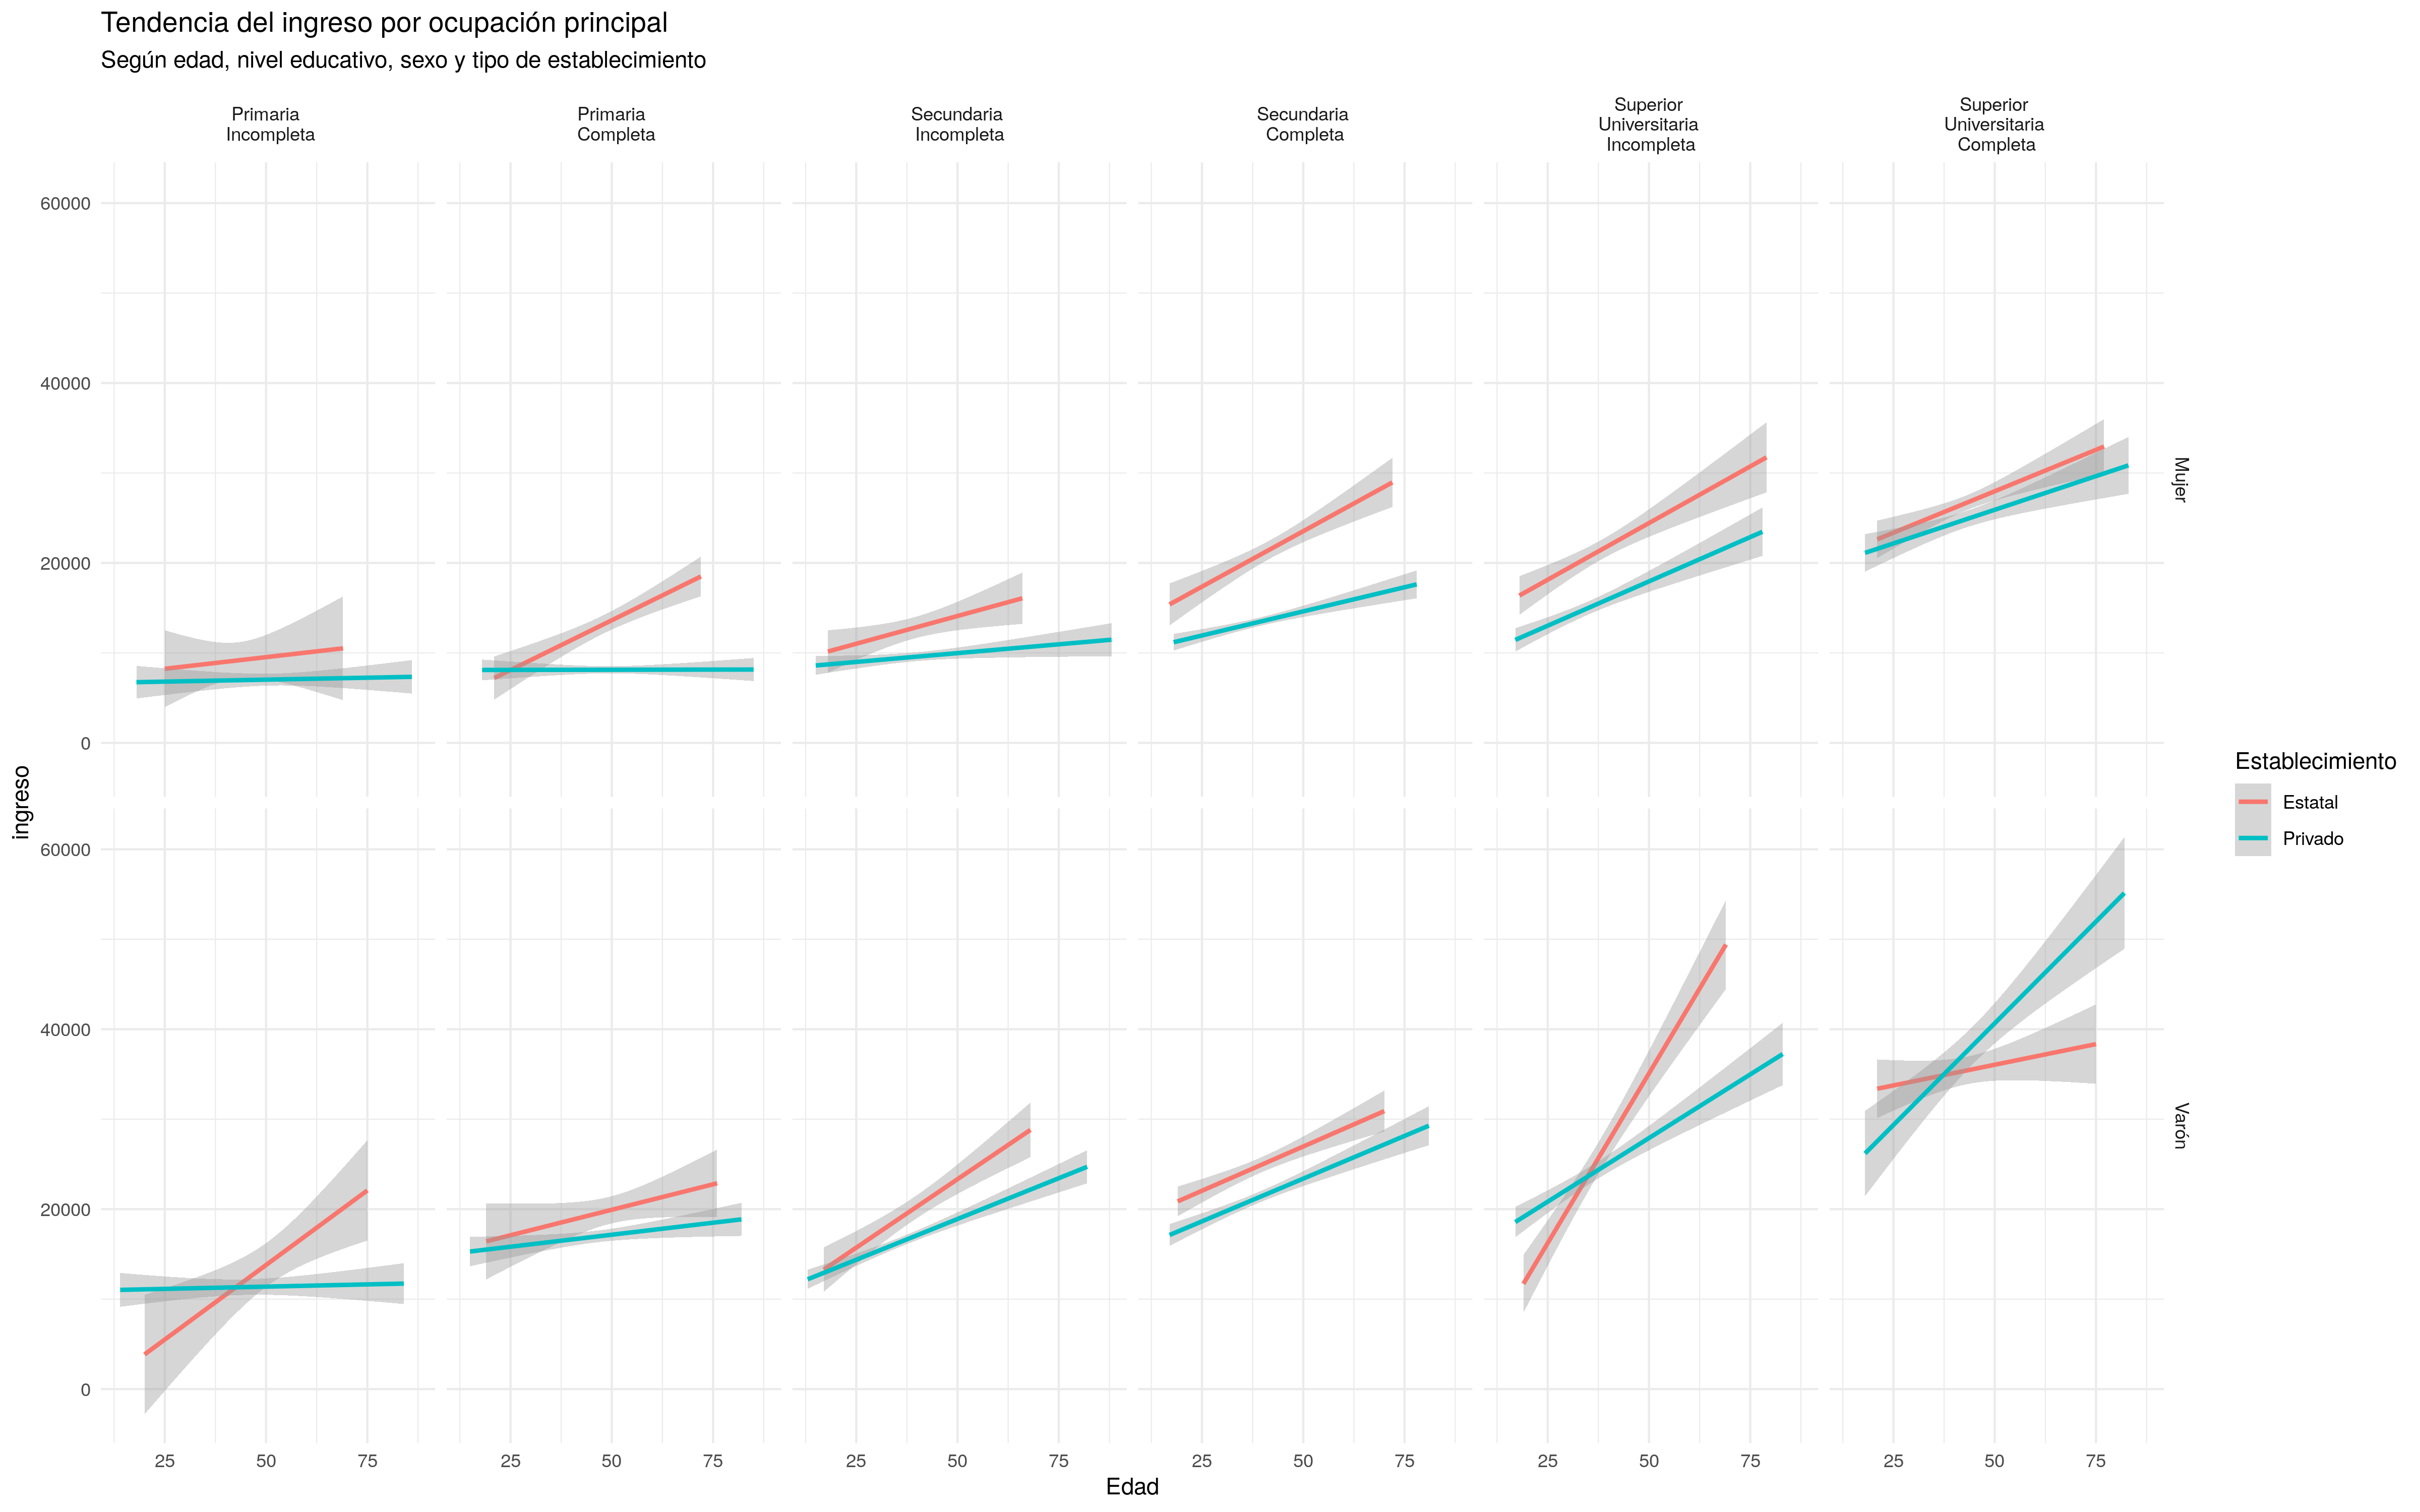 Tendencia del ingreso por ocupación principal
Según edad, nivel educativo, sexo y tipo de establecimiento
Primaria
Incompleta
Primaria
Completa
Secundaria
Incompleta
Secundaria
Completa
Superior
Universitaria
Incompleta
Superior
Universitaria
Completa
60000
40000
20000
0
Mujer
ingreso
60000
40000
20000
0
Varón
Establecimiento
Estatal
Privado
25 50 75
25 50 75
25 50 75
25 50 75
25 50 75
25 50 75
Edad